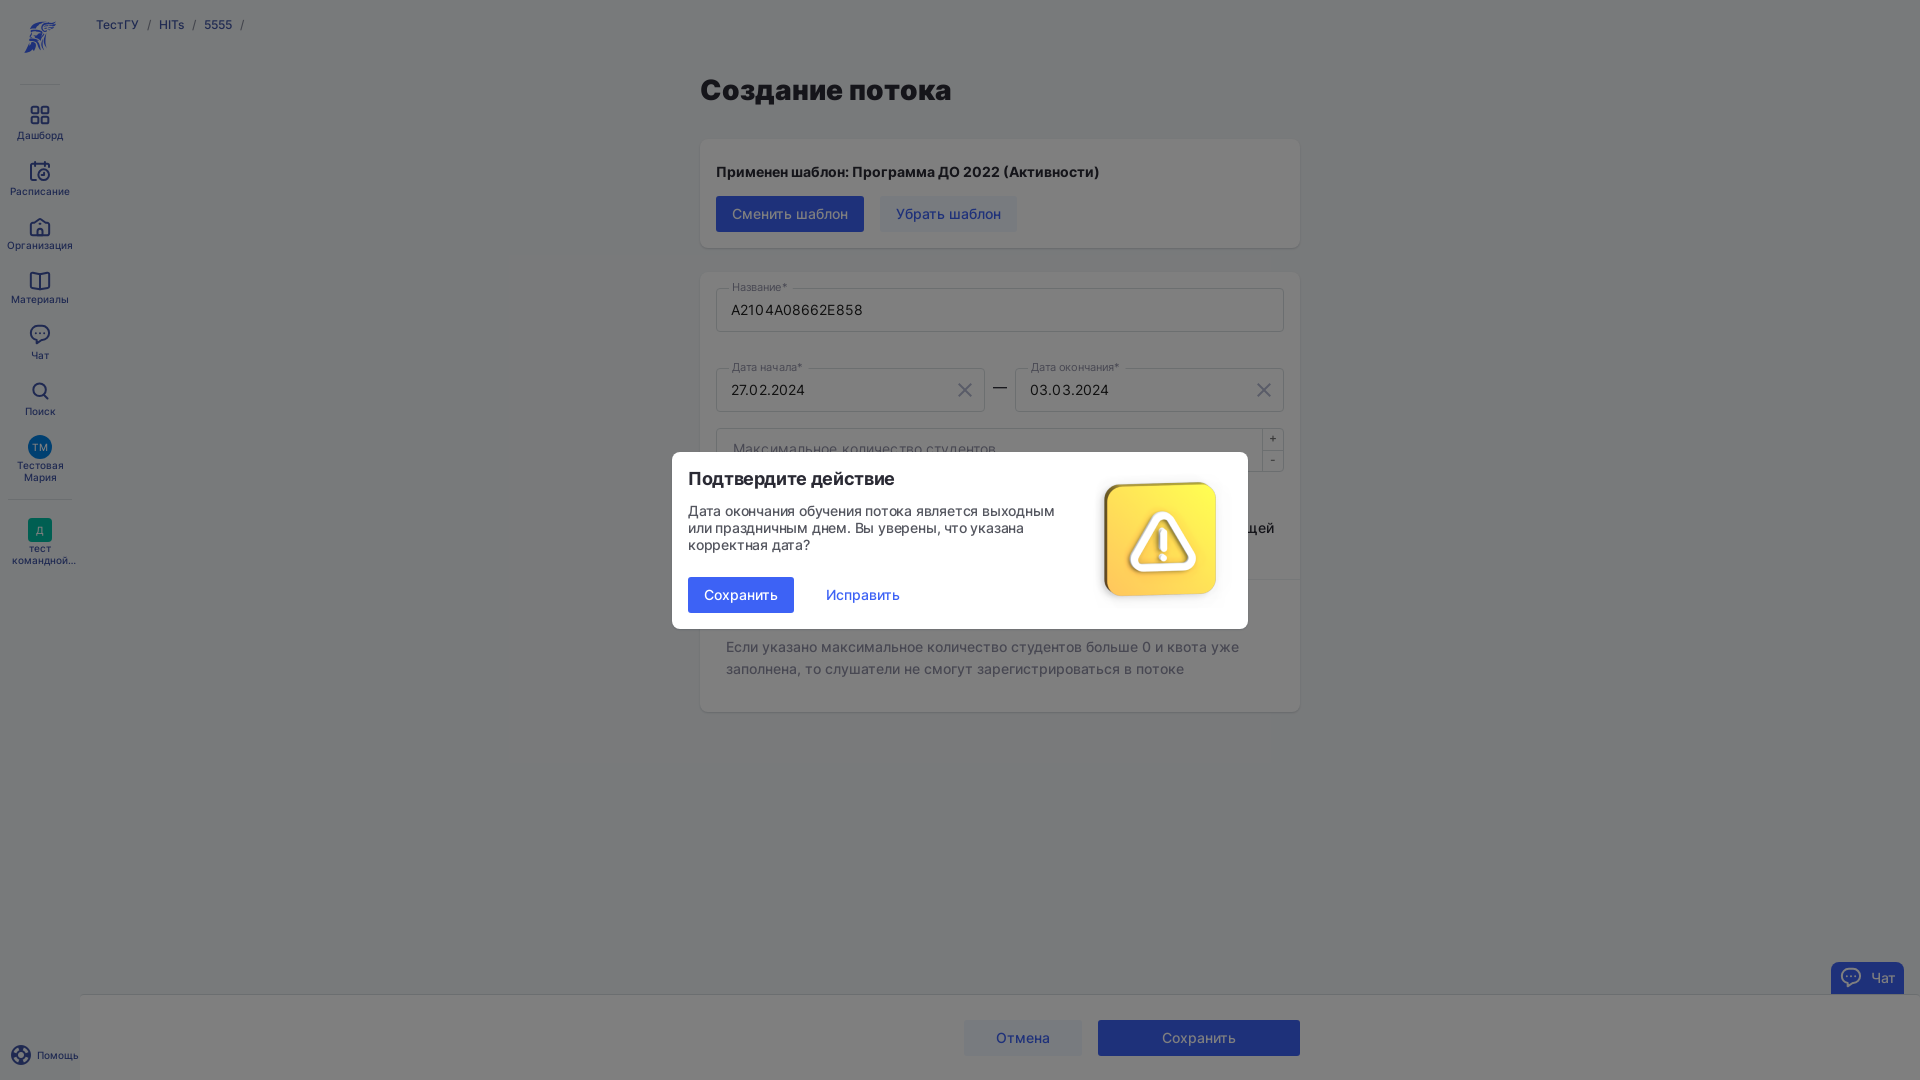 ТестГУ / HITs / 5555 /
Создание потока
Дашборд
Расписание
Организация
Материалы
Чат
Поиск
ТМ
Тестовая
Мария
Д
тест
командной...
Помощь
Применен шаблон: Программа ДО 2022 (Активности)
Сменить шаблон
Убрать шаблон
Название*
A2104A08662E858
Дата начала*
27.02.2024
—
Дата окончания*
03.03.2024
Максимальное количество студентов
+
-
Подтвердите действие
Дата окончания обучения потока является выходным
или праздничным днем. Вы уверены, что указана
корректная дата?
Сохранить
Исправить
Если указано максимальное количество студентов больше 0 и квота уже
заполнена, то слушатели не смогут зарегистрироваться в потоке
Чат
Отмена
Сохранить